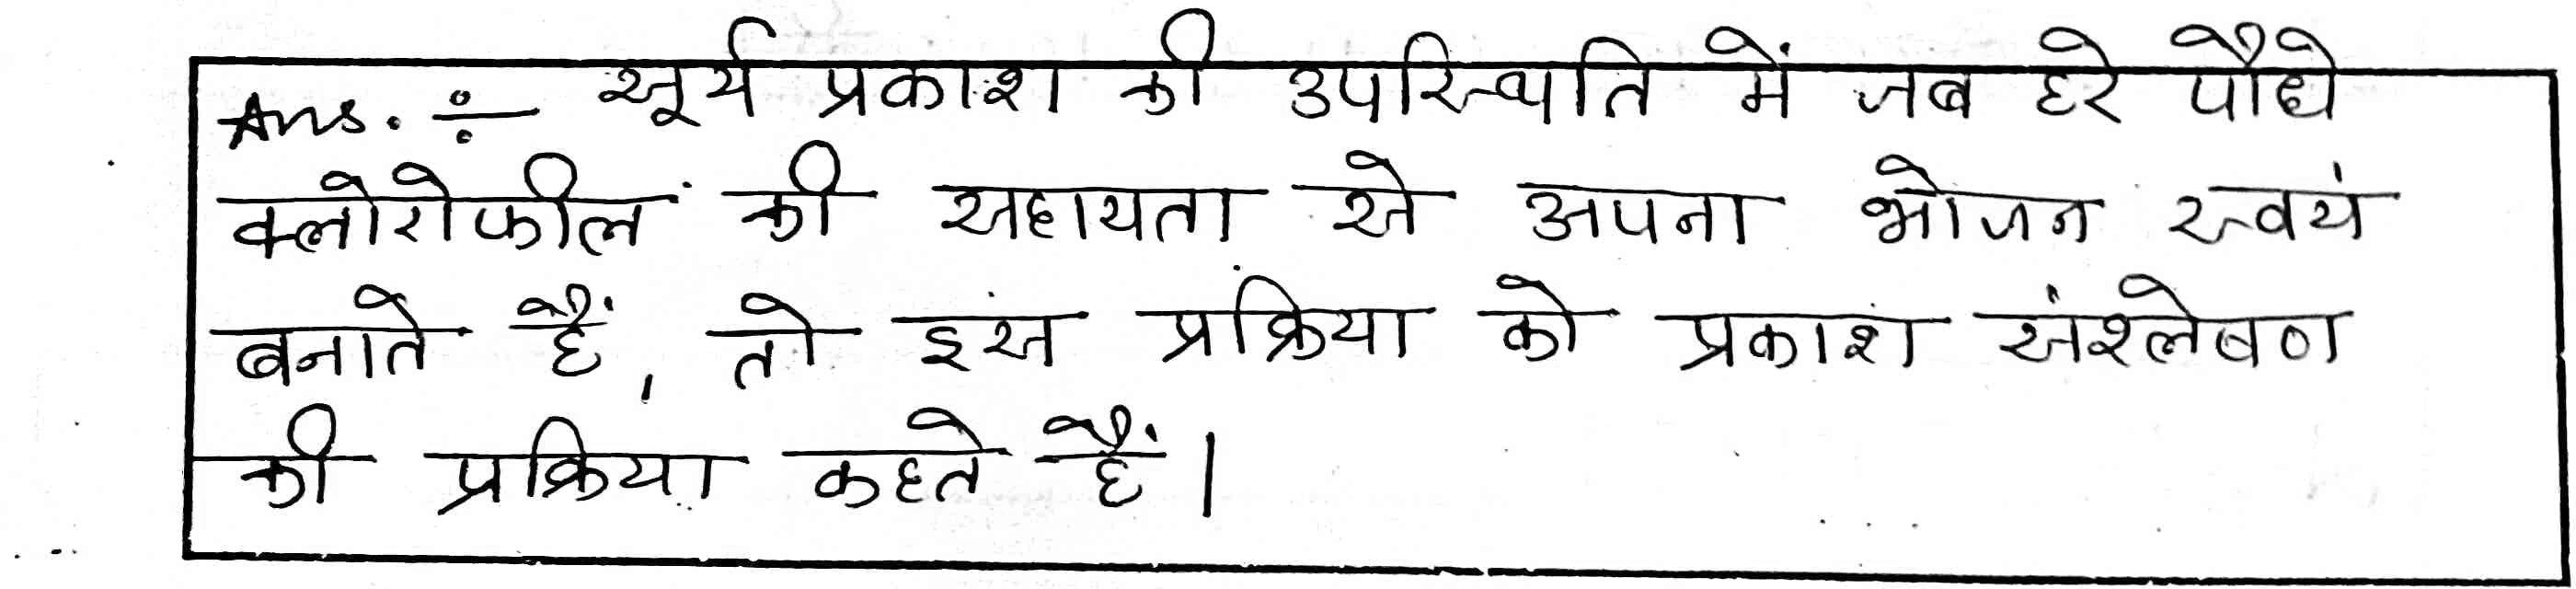 Ans. ÷ सूर्य प्रकाश की उपस्थिति में जब हरे पौधे
क्लोरोफील की सहायता से अपना भोजन स्वयं
बनाते हैं, तो इस प्रक्रिया को प्रकाश संश्लेषण
की प्रक्रिया कहते हैं।